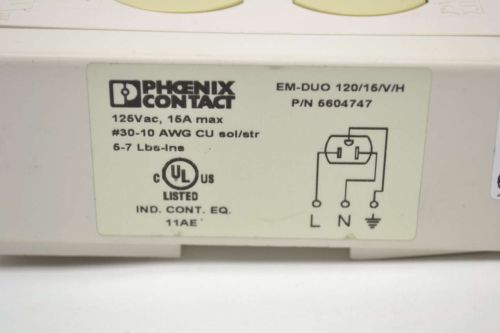 PHŒNIX
CONTACT
EM-DUO 120/15/V/H
P/N 5604747
125Vac, 15A max
#30-10 AWG CU sol/str
5-7 Lbs-Ins
C UL US
LISTED
IND. CONT. EQ.
11AE
L N